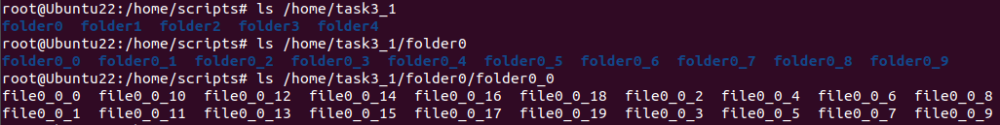 root@Ubuntu22:/home/scripts# ls /home/task3_1
folder0  folder1  folder2  folder3  folder4
root@Ubuntu22:/home/scripts# ls /home/task3_1/folder0
folder0_0  folder0_1  folder0_2  folder0_3  folder0_4  folder0_5  folder0_6  folder0_7  folder0_8  folder0_9
root@Ubuntu22:/home/scripts# ls /home/task3_1/folder0/folder0_0
file0_0_0  file0_0_10  file0_0_12  file0_0_14  file0_0_16  file0_0_18  file0_0_2  file0_0_4  file0_0_6  file0_0_8
file0_0_1  file0_0_11  file0_0_13  file0_0_15  file0_0_17  file0_0_19  file0_0_3  file0_0_5  file0_0_7  file0_0_9